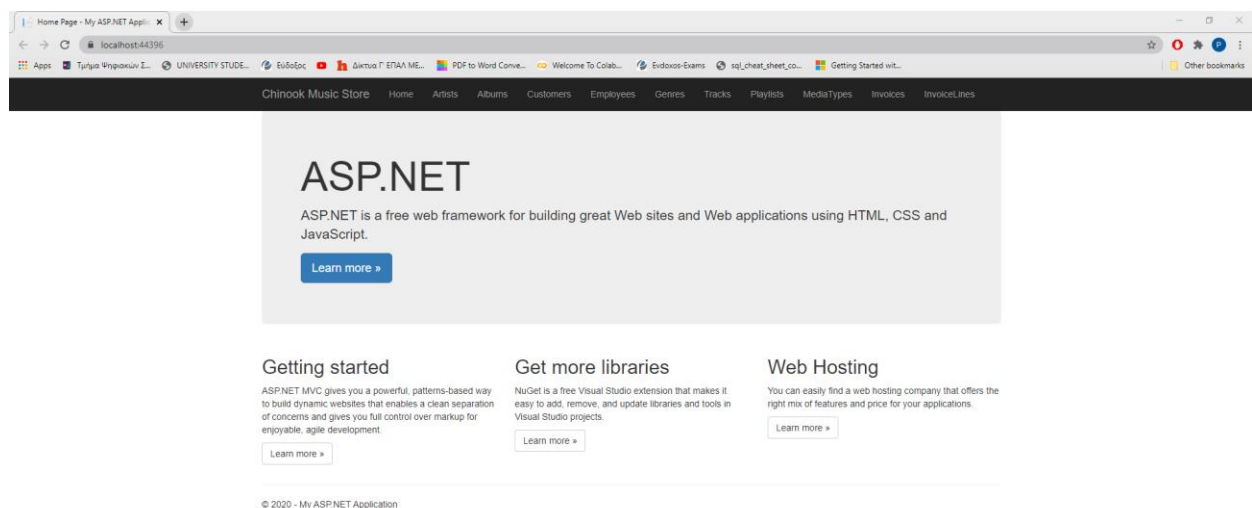 Home Page - My ASP.NET Applic
localhost:44396
Apps Τμήμα Ψηφιακών Σ... UNIVERSITY STUDE... Εύδοξος Δίκτυα Γ' ΕΠΑΛ ΜΕ... PDF to Word Conve... Welcome To Colab... Evdoxos-Exams sql_cheat_sheet_co... Getting Started wit... Other bookmarks
Chinook Music Store Home Artists Albums Customers Employees Genres Tracks Playlists MediaTypes Invoices InvoiceLines
ASP.NET
ASP.NET is a free web framework for building great Web sites and Web applications using HTML, CSS and
JavaScript.
Learn more »
Getting started
ASP.NET MVC gives you a powerful, patterns-based way
to build dynamic websites that enables a clean separation
of concerns and gives you full control over markup for
enjoyable, agile development.
Learn more »
Get more libraries
NuGet is a free Visual Studio extension that makes it
easy to add, remove, and update libraries and tools in
Visual Studio projects.
Learn more »
Web Hosting
You can easily find a web hosting company that offers the
right mix of features and price for your applications.
Learn more »
© 2020 - My ASP.NET Application